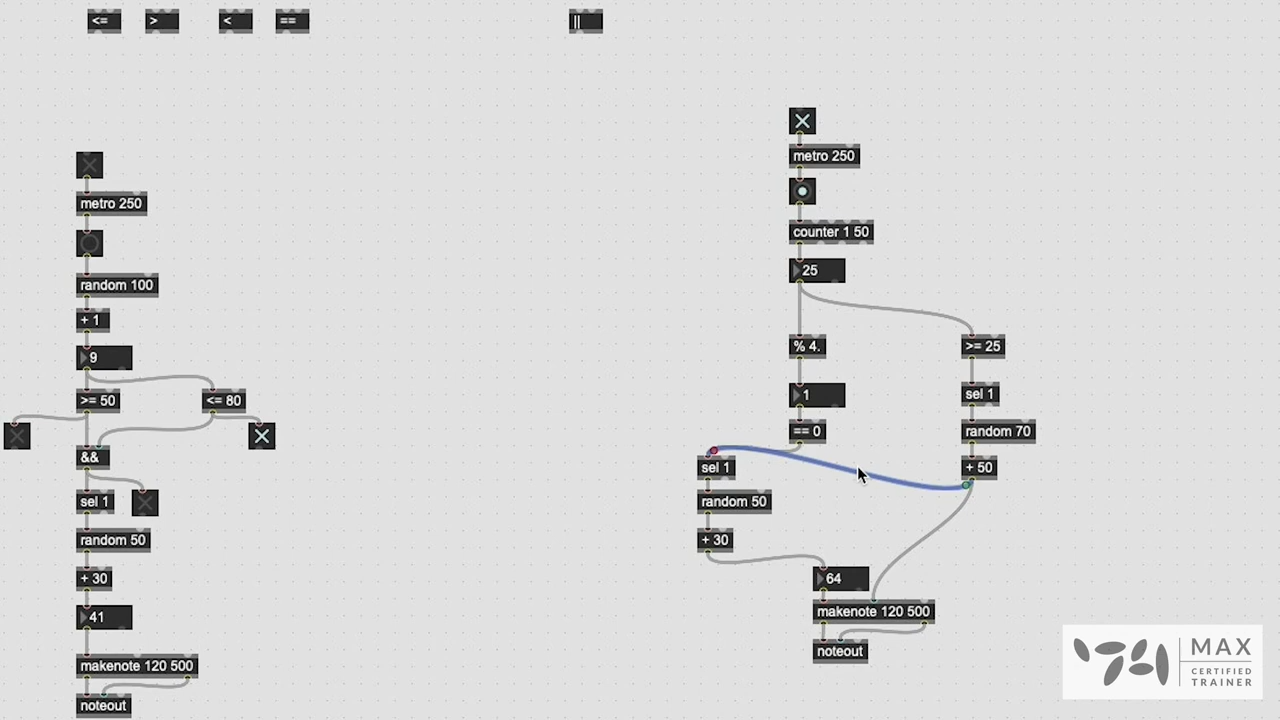 <=
>
<
==
||
metro 250
random 100
+ 1
9
>= 50
<= 80
&&
sel 1
random 50
+ 30
41
makenote 120 500
noteout
metro 250
counter 1 50
25
% 4.
>= 25
1
sel 1
== 0
random 70
sel 1
+ 50
random 50
+ 30
64
makenote 120 500
noteout
MAX
CERTIFIED
TRAINER